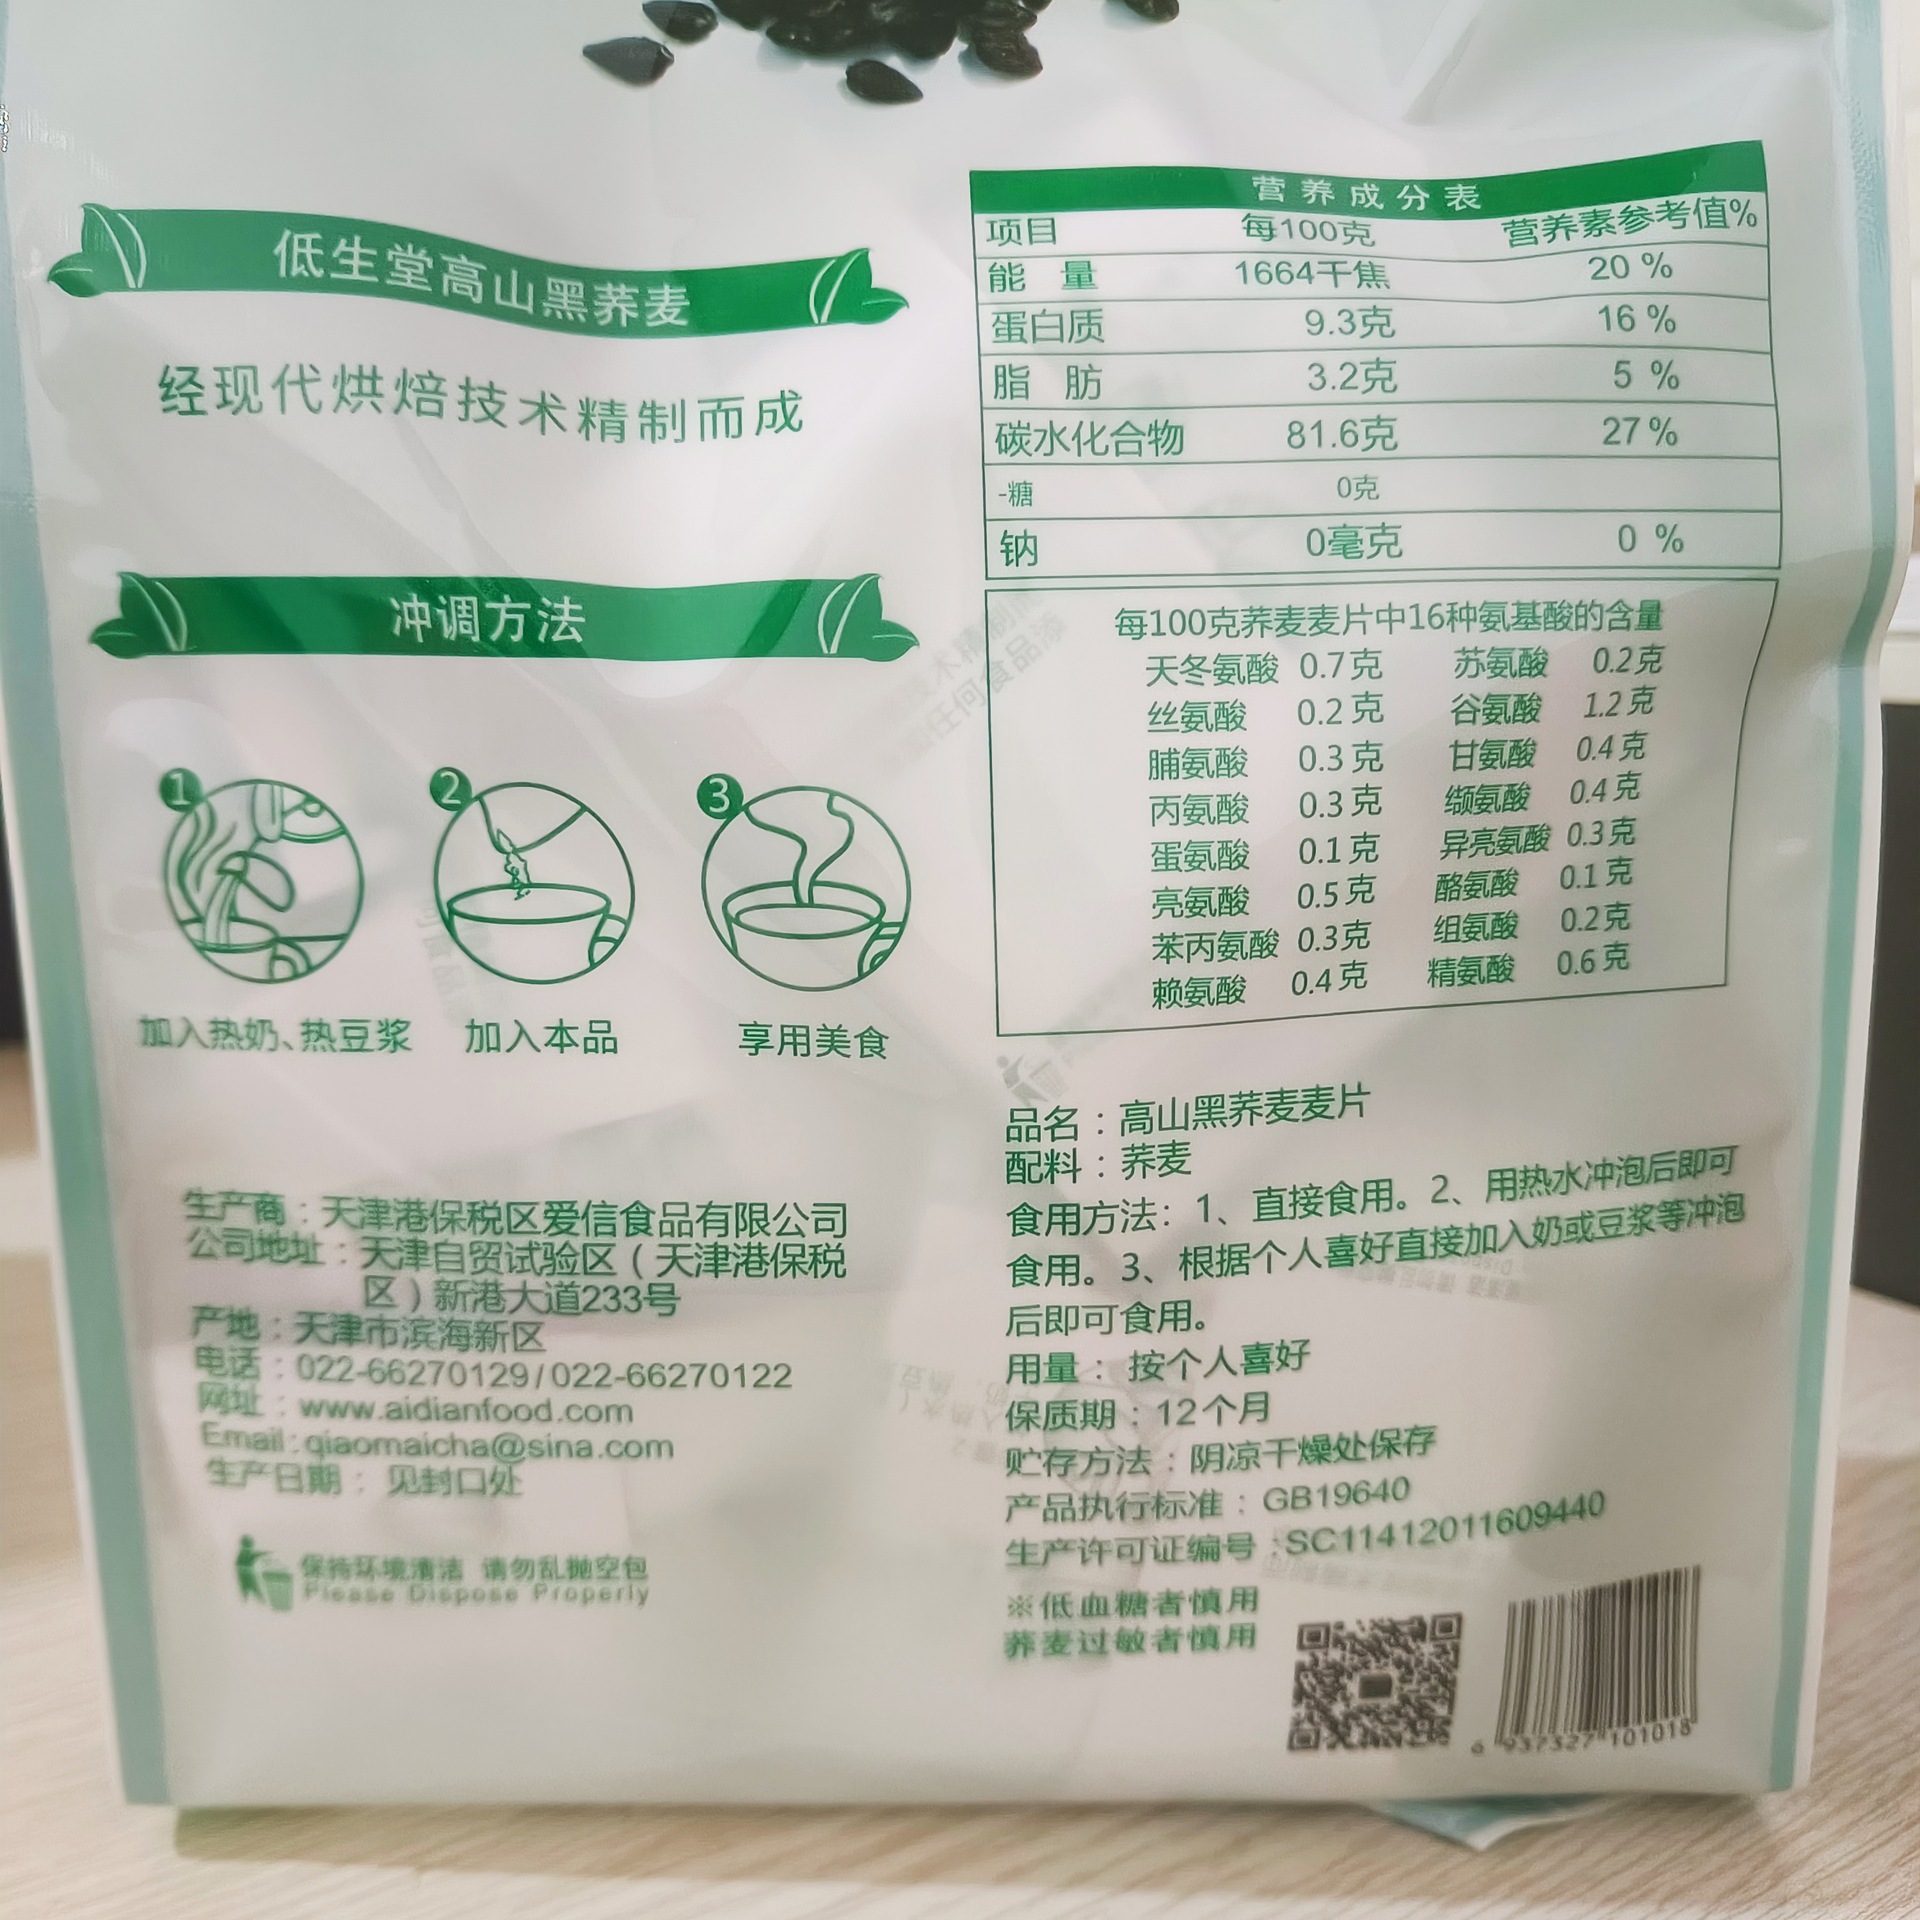 低生堂高山黑荞麦
经现代烘焙技术精制而成
冲调方法
1
2
3
加入热奶、热豆浆
加入本品
享用美食
生产商：天津港保税区爱信食品有限公司
公司地址：天津自贸试验区（天津港保税
区）新港大道233号
产地：天津市滨海新区
电话：022-66270129/022-66270122
网址：www.aidianfood.com
Email:qiaomaicha@sina.com
生产日期：见封口处
保持环境清洁 请勿乱抛空包
Please Dispose Properly
营养成分表
项目 每100克 营养素参考值%
能 量 1664千焦 20 %
蛋白质 9.3克 16 %
脂 肪 3.2克 5 %
碳水化合物 81.6克 27 %
-糖 0克
钠 0毫克 0 %
每100克荞麦麦片中16种氨基酸的含量
天冬氨酸 0.7克 苏氨酸 0.2克
丝氨酸 0.2克 谷氨酸 1.2克
脯氨酸 0.3克 甘氨酸 0.4克
丙氨酸 0.3克 缬氨酸 0.4克
蛋氨酸 0.1克 异亮氨酸 0.3克
亮氨酸 0.5克 酪氨酸 0.1克
苯丙氨酸 0.3克 组氨酸 0.2克
赖氨酸 0.4克 精氨酸 0.6克
品名：高山黑荞麦麦片
配料：荞麦
食用方法：1、直接食用。2、用热水冲泡后即可
食用。3、根据个人喜好直接加入奶或豆浆等冲泡
后即可食用。
用量：按个人喜好
保质期：12个月
贮存方法：阴凉干燥处保存
产品执行标准：GB19640
生产许可证编号：SC11412011609440
※低血糖者慎用
荞麦过敏者慎用
6 937327 101018